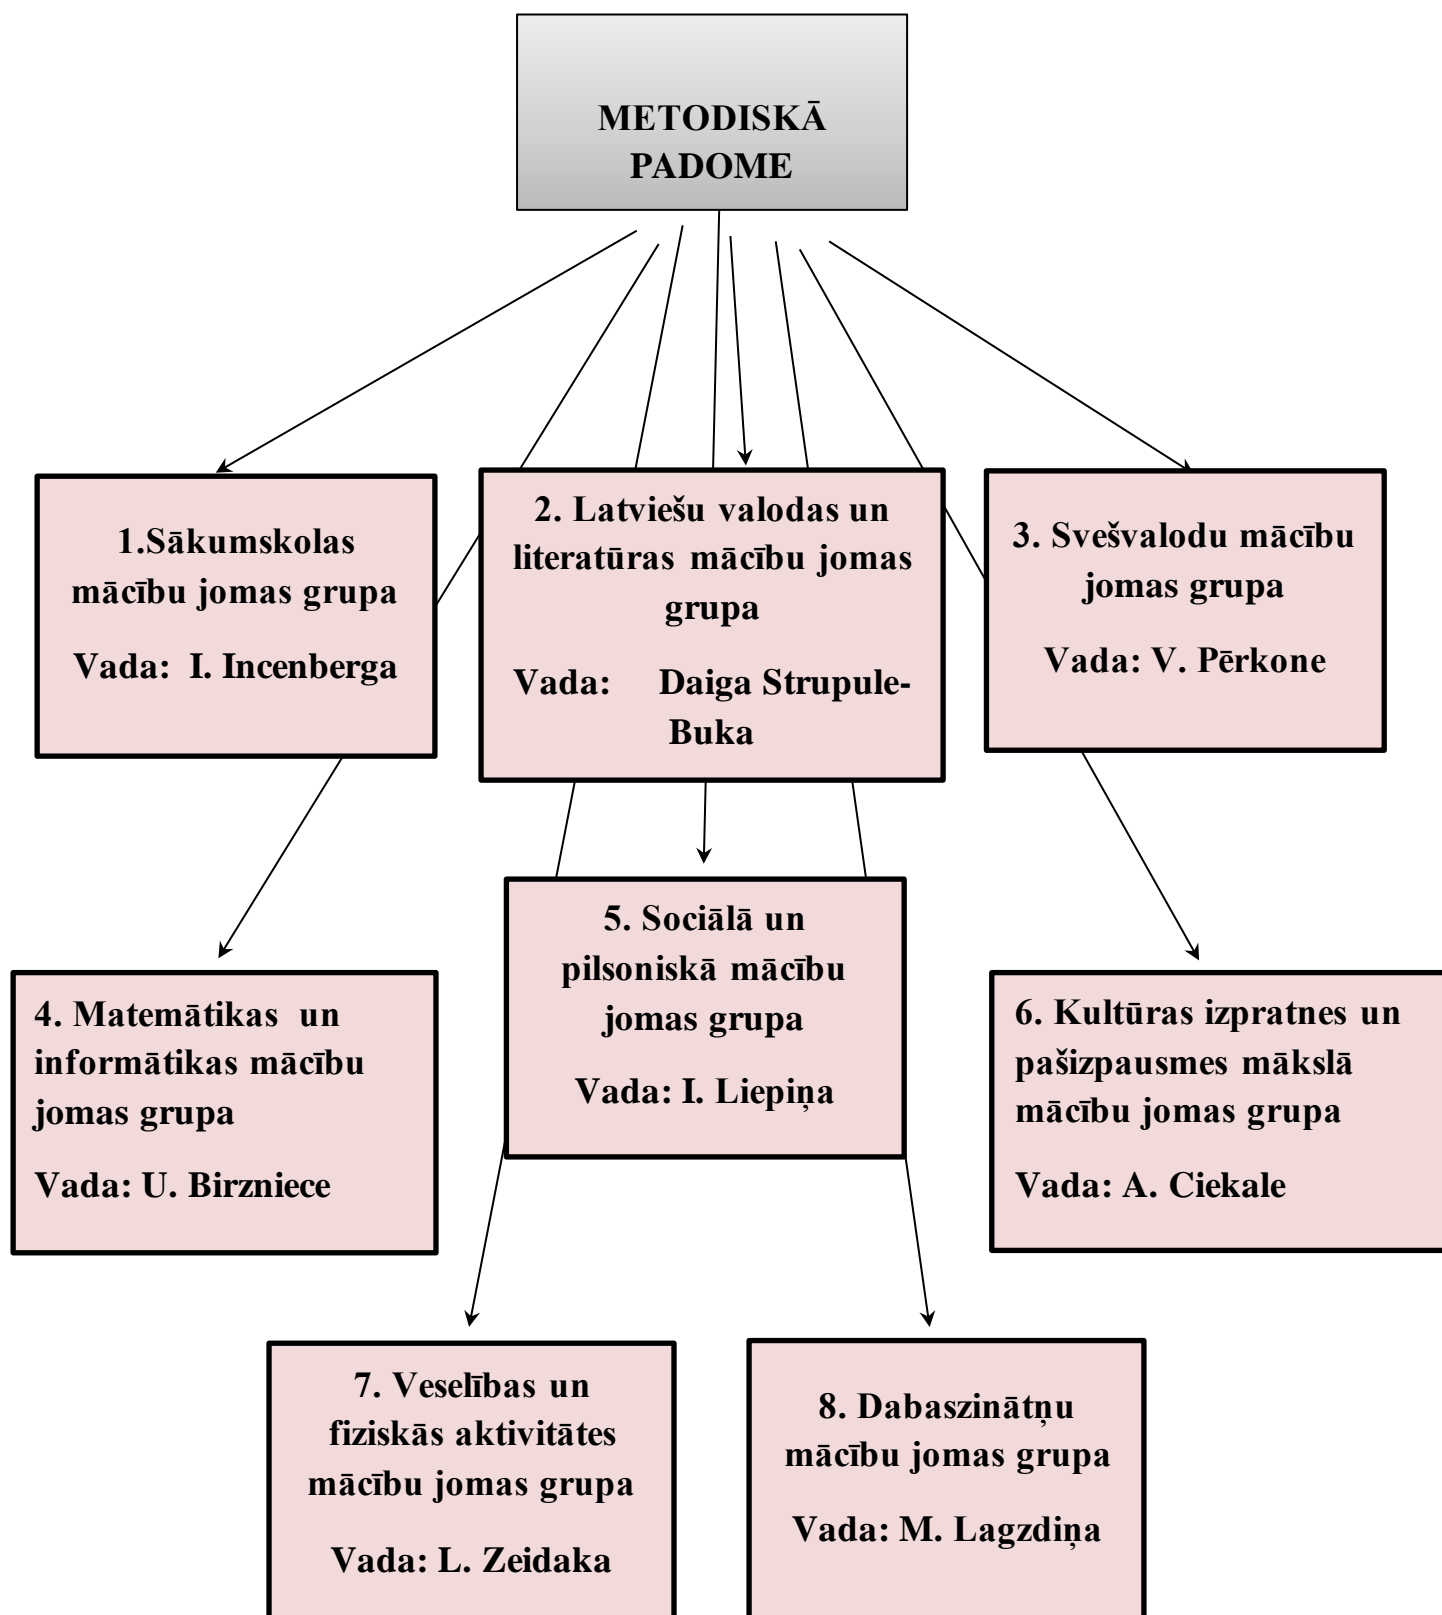 METODISKĀ
PADOME
1.Sākumskolas
mācību jomas grupa
Vada: I. Incenberga
2. Latviešu valodas un
literatūras mācību jomas
grupa
Vada: Daiga Strupule-
Buka
3. Svešvalodu mācību
jomas grupa
Vada: V. Pērkone
4. Matemātikas un
informātikas mācību
jomas grupa
Vada: U. Birzniece
5. Sociālā un
pilsoniskā mācību
jomas grupa
Vada: I. Liepiņa
6. Kultūras izpratnes un
pašizpausmes mākslā
mācību jomas grupa
Vada: A. Ciekale
7. Veselības un
fiziskās aktivitātes
mācību jomas grupa
Vada: L. Zeidaka
8. Dabaszinātņu
mācību jomas grupa
Vada: M. Lagzdiņa